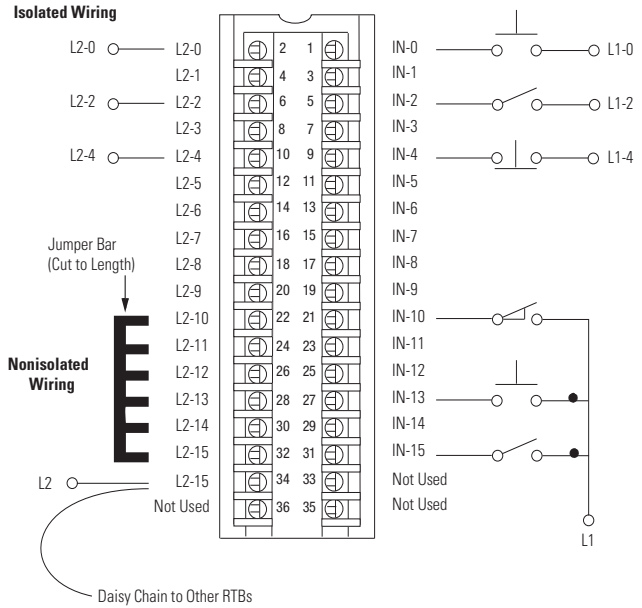 Isolated Wiring
L2-0 L2-0 2 1 IN-0 L1-0
L2-1 4 3 IN-1
L2-2 L2-2 6 5 IN-2 L1-2
L2-3 8 7 IN-3
L2-4 L2-4 10 9 IN-4 L1-4
L2-5 12 11 IN-5
L2-6 14 13 IN-6
L2-7 16 15 IN-7
Jumper Bar
(Cut to Length)
L2-8 18 17 IN-8
L2-9 20 19 IN-9
L2-10 22 21 IN-10
L2-11 24 23 IN-11
Nonisolated
Wiring
L2-12 26 25 IN-12
L2-13 28 27 IN-13
L2-14 30 29 IN-14
L2-15 32 31 IN-15
L2 L2-15 34 33 Not Used
Not Used 36 35 Not Used
L1
Daisy Chain to Other RTBs